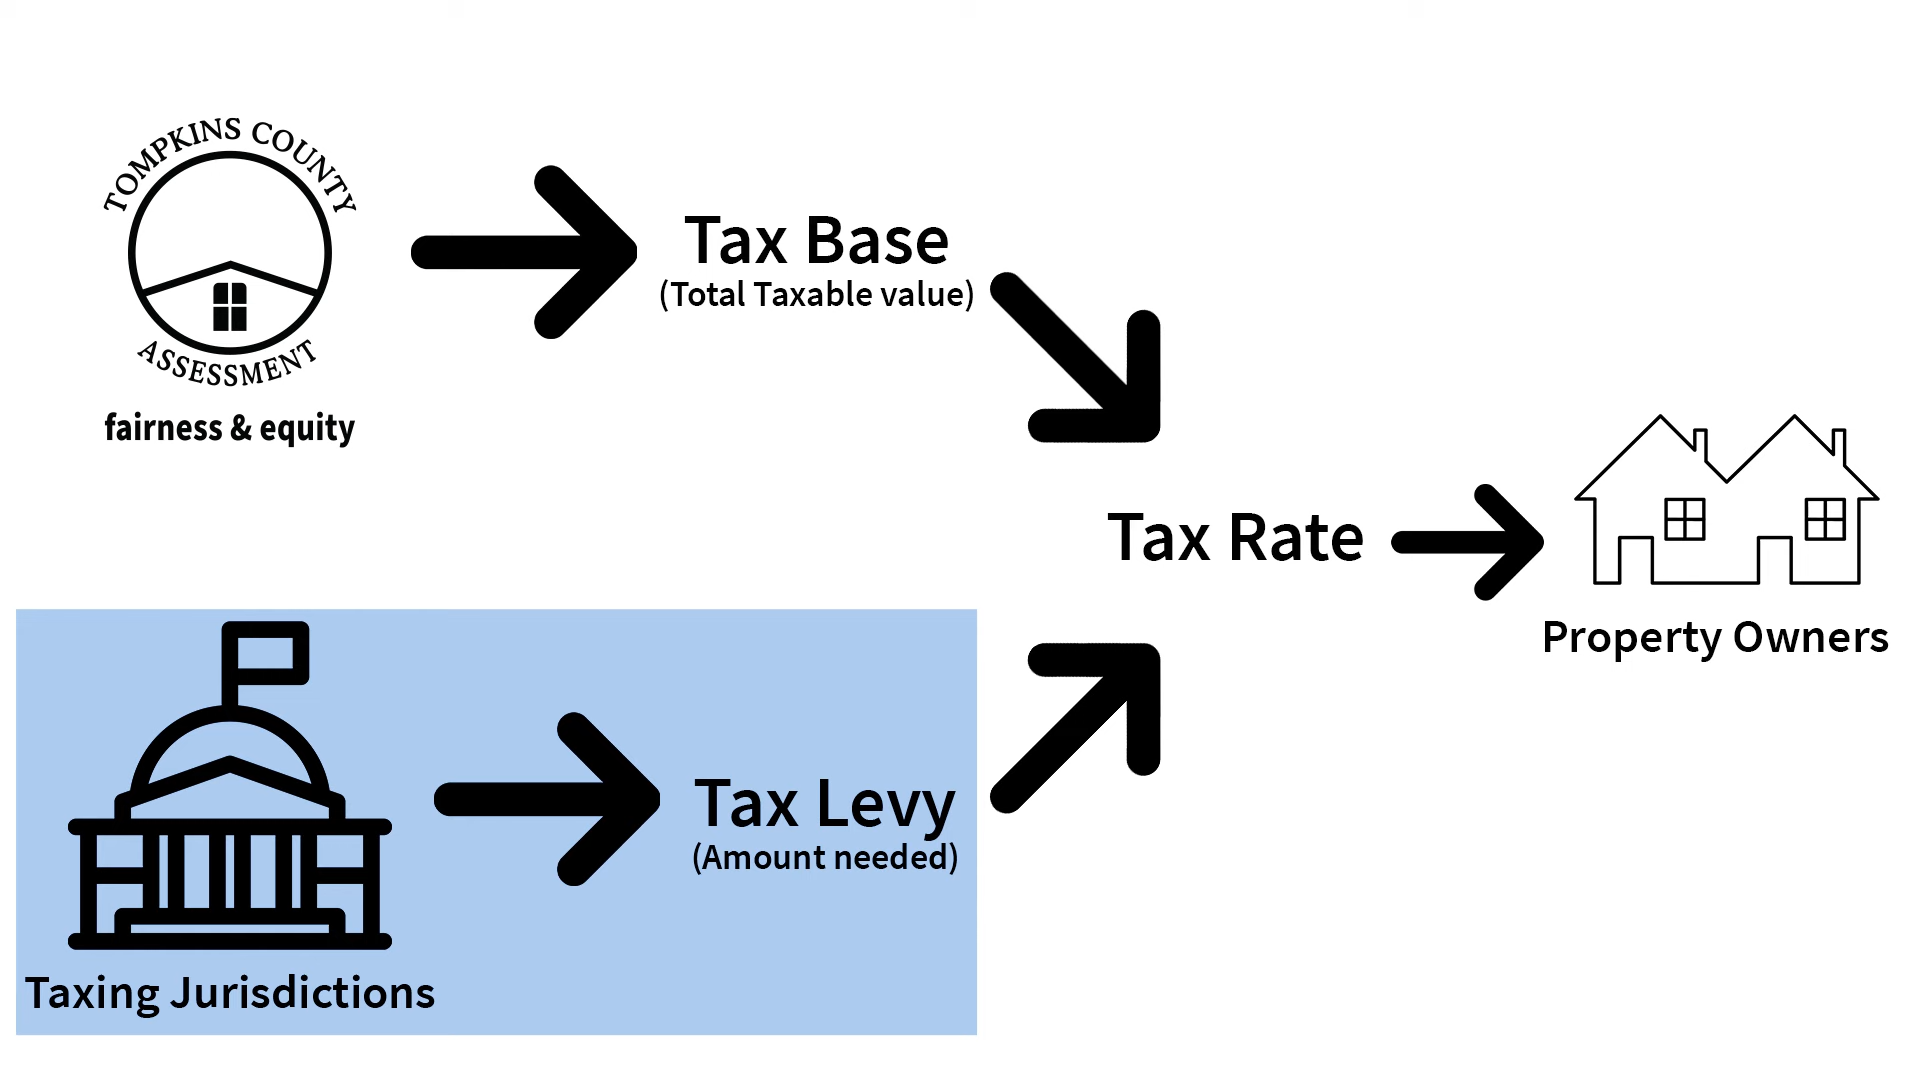 TOMPKINS COUNTY
ASSESSMENT
fairness & equity
Tax Base
(Total Taxable value)
Tax Rate
Property Owners
Tax Levy
(Amount needed)
Taxing Jurisdictions